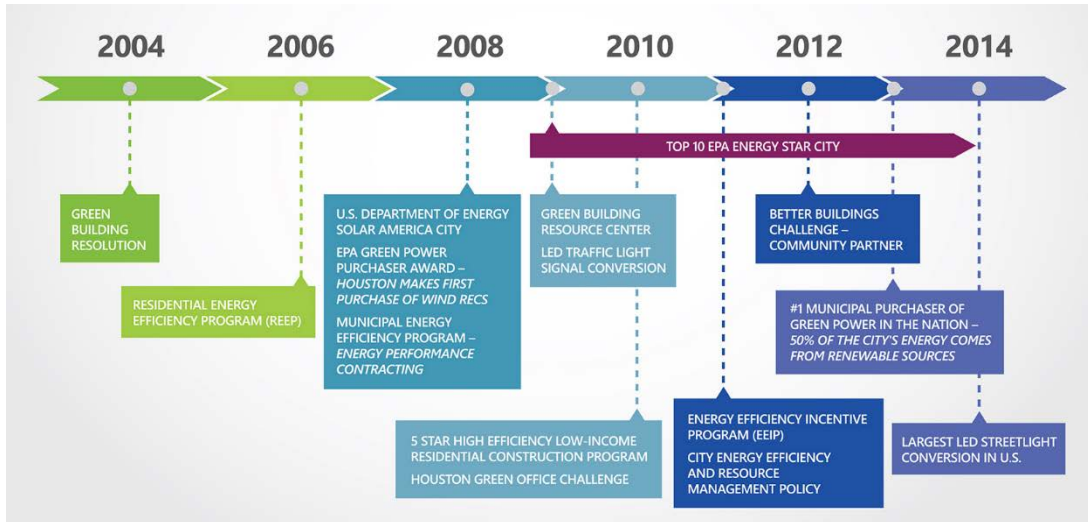 2004
2006
2008
2010
2012
2014
TOP 10 EPA ENERGY STAR CITY
GREEN
BUILDING
RESOLUTION
RESIDENTIAL ENERGY
EFFICIENCY PROGRAM (REEP)
U.S. DEPARTMENT OF ENERGY
SOLAR AMERICA CITY
EPA GREEN POWER
PURCHASER AWARD –
HOUSTON MAKES FIRST
PURCHASE OF WIND RECS
MUNICIPAL ENERGY
EFFICIENCY PROGRAM –
ENERGY PERFORMANCE
CONTRACTING
GREEN BUILDING
RESOURCE CENTER
LED TRAFFIC LIGHT
SIGNAL CONVERSION
5 STAR HIGH EFFICIENCY LOW-INCOME
RESIDENTIAL CONSTRUCTION PROGRAM
HOUSTON GREEN OFFICE CHALLENGE
ENERGY EFFICIENCY INCENTIVE
PROGRAM (EEIP)
CITY ENERGY EFFICIENCY
AND RESOURCE
MANAGEMENT POLICY
BETTER BUILDINGS
CHALLENGE –
COMMUNITY PARTNER
#1 MUNICIPAL PURCHASER OF
GREEN POWER IN THE NATION –
50% OF THE CITY'S ENERGY COMES
FROM RENEWABLE SOURCES
LARGEST LED STREETLIGHT
CONVERSION IN U.S.